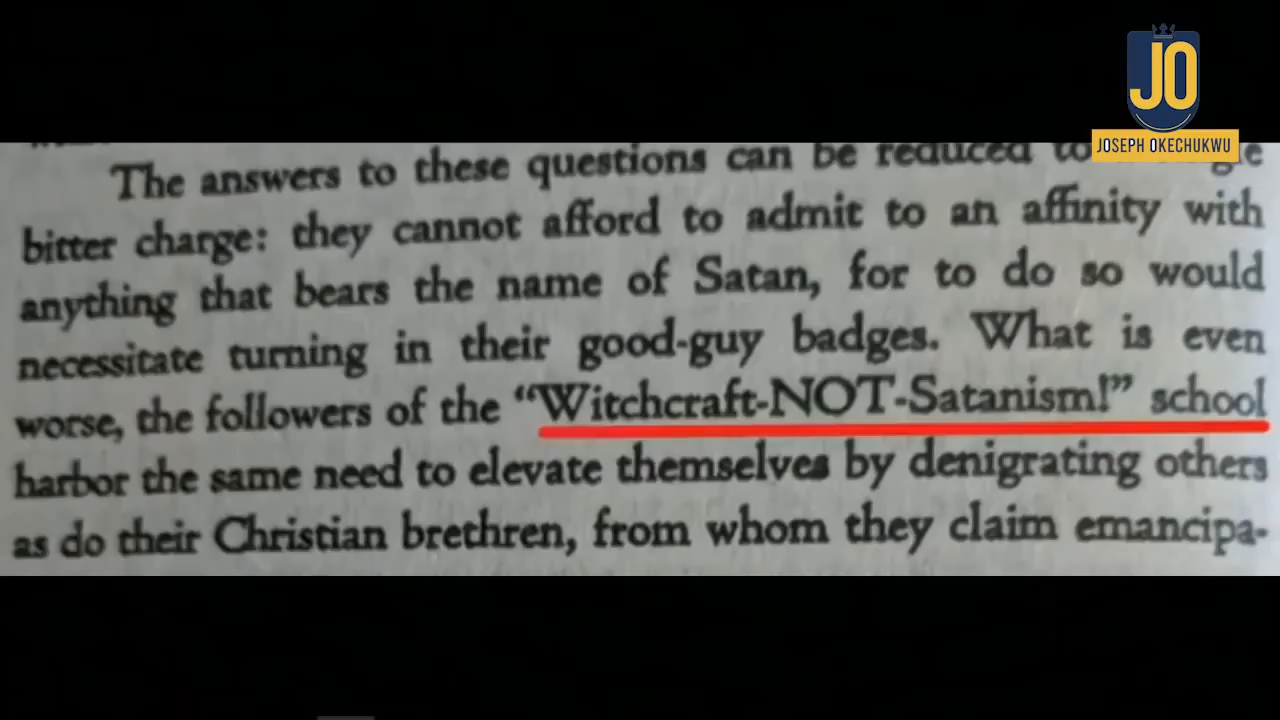 JO
JOSEPH OKECHUKWU
The answers to these questions can be reduced to
bitter charge: they cannot afford to admit to an affinity with
anything that bears the name of Satan, for to do so would
necessitate turning in their good-guy badges. What is even
worse, the followers of the “Witchcraft-NOT-Satanism!” school
harbor the same need to elevate themselves by denigrating others
as do their Christian brethren, from whom they claim emancipa-